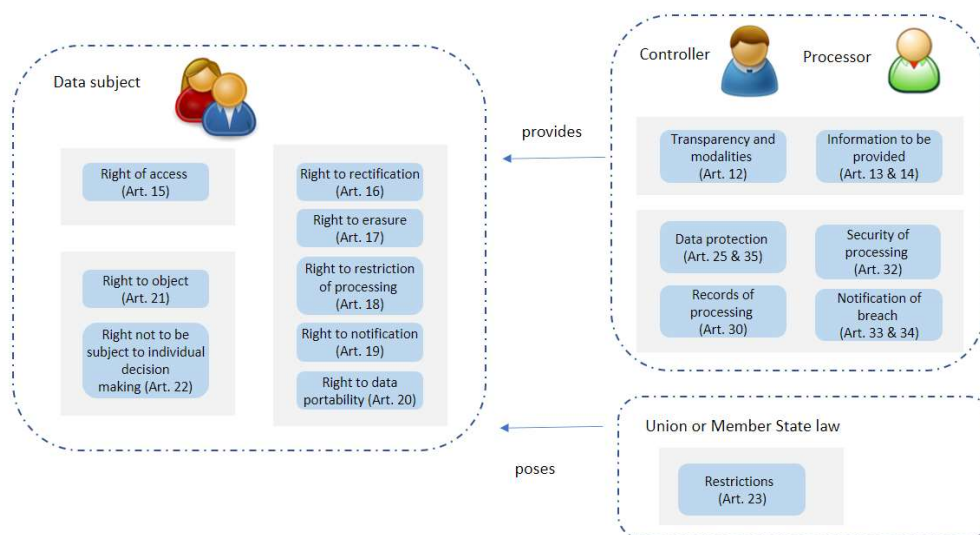 Data subject
Right of access
(Art. 15)
Right to object
(Art. 21)
Right not to be
subject to individual
decision
making (Art. 22)
Right to rectification
(Art. 16)
Right to erasure
(Art. 17)
Right to restriction
of processing
(Art. 18)
Right to notification
(Art. 19)
Right to data
portability (Art. 20)
provides
poses
Controller
Processor
Transparency and
modalities
(Art. 12)
Information to be
provided
(Art. 13 & 14)
Data protection
(Art. 25 & 35)
Security of
processing
(Art. 32)
Records of
processing
(Art. 30)
Notification of
breach
(Art. 33 & 34)
Union or Member State law
Restrictions
(Art. 23)